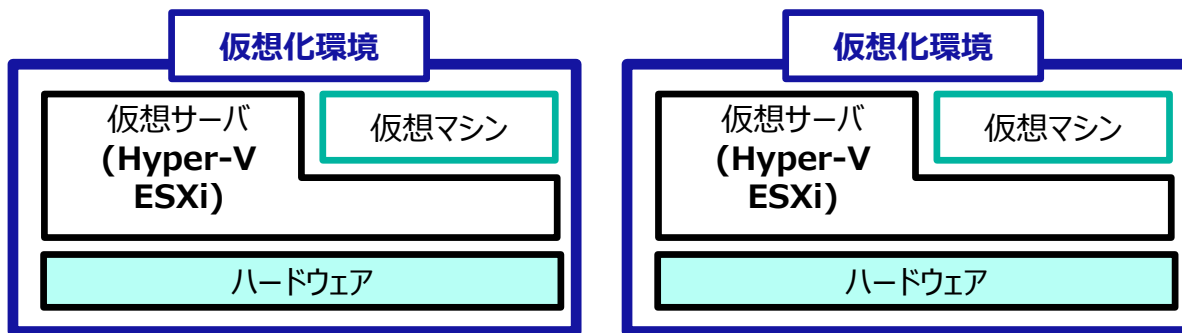 仮想化環境
仮想サーバ
(Hyper-V
ESXi)
仮想マシン
ハードウェア
仮想化環境
仮想サーバ
(Hyper-V
ESXi)
仮想マシン
ハードウェア